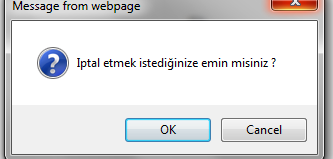 Message from webpage
Iptal etmek istediğinize emin misiniz ?
OK
Cancel